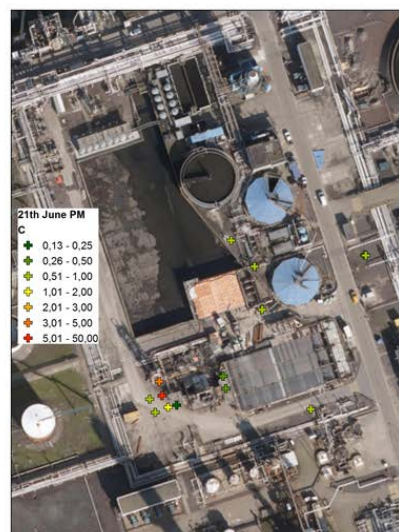 21th June PM
C
0,13 - 0,25
0,26 - 0,50
0,51 - 1,00
1,01 - 2,00
2,01 - 3,00
3,01 - 5,00
5,01 - 50,00